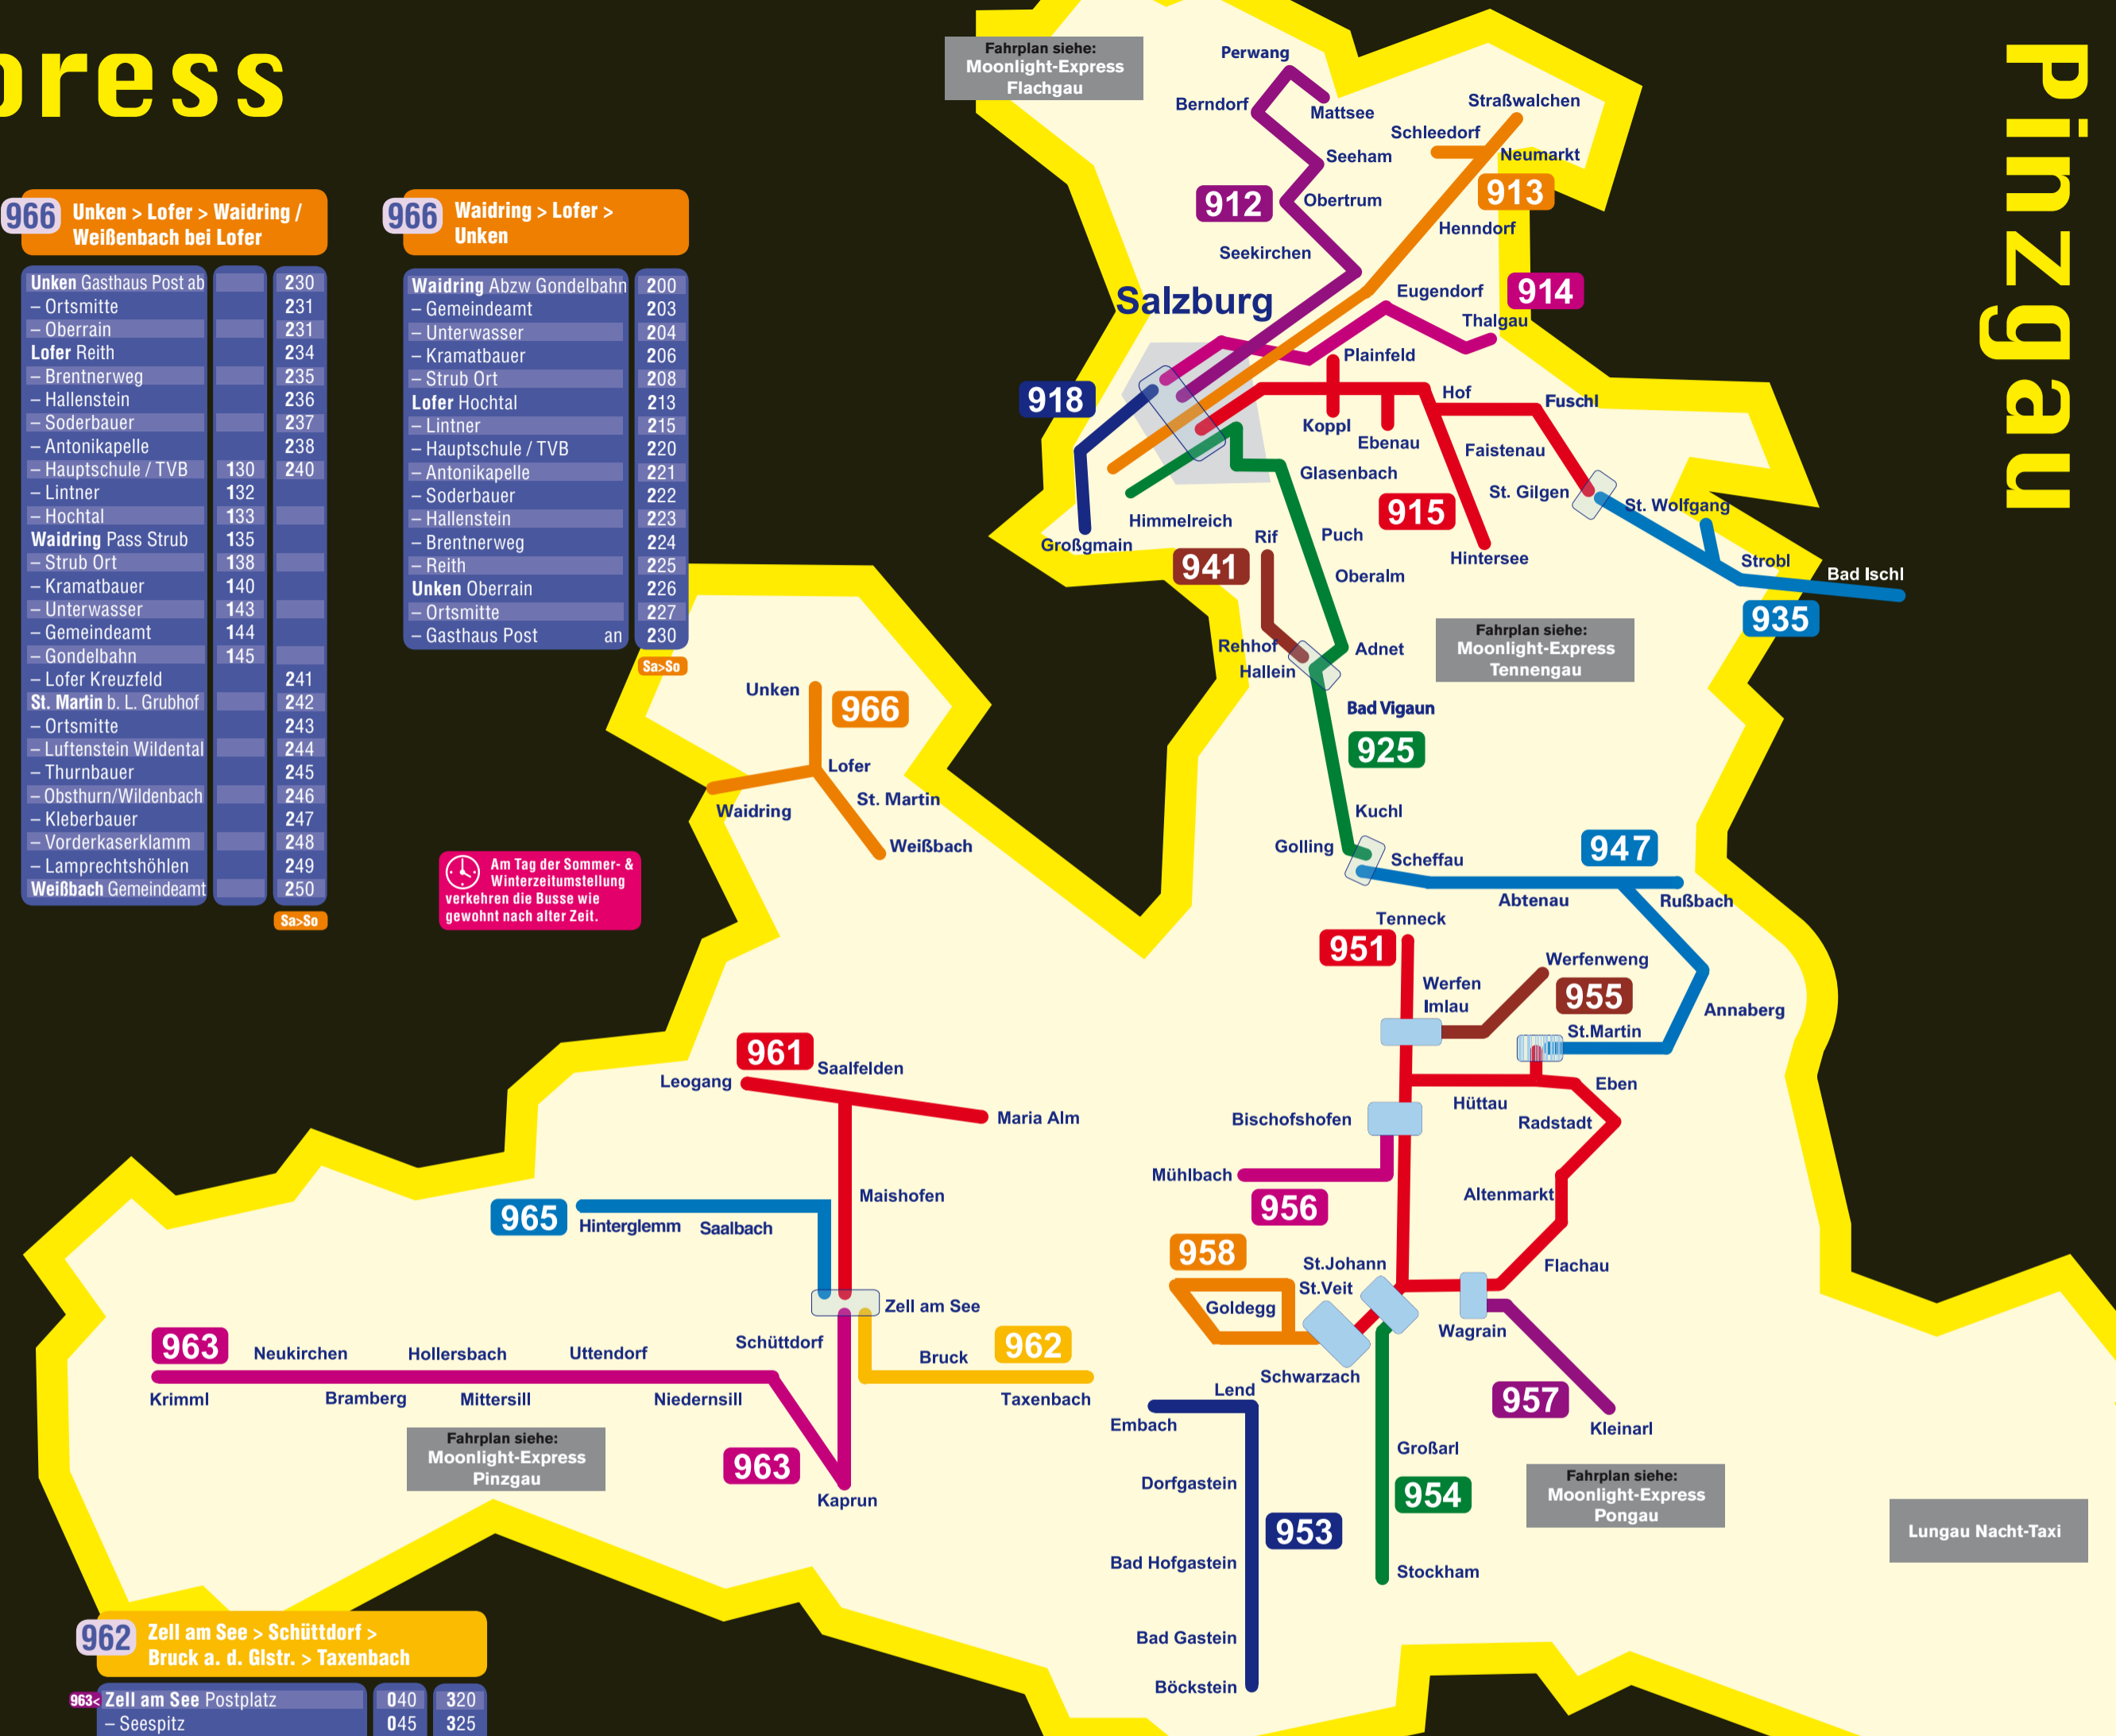 press
Pinzgau
966
Unken > Lofer > Waidring /
Weißenbach bei Lofer
Unken Gasthaus Post ab 230
– Ortsmitte 231
– Oberrain 231
Lofer Reith 234
– Brentnerweg 235
– Hallenstein 236
– Soderbauer 237
– Antonikapelle 238
– Hauptschule / TVB 130 240
– Lintner 132
– Hochtal 133
Waidring Pass Strub 135
– Strub Ort 138
– Kramatbauer 140
– Unterwasser 143
– Gemeindeamt 144
– Gondelbahn 145
– Lofer Kreuzfeld 241
St. Martin b. L. Grubhof 242
– Ortsmitte 243
– Luftenstein Wildental 244
– Thurnbauer 245
– Obsthurn/Wildenbach 246
– Kleberbauer 247
– Vorderkaserklamm 248
– Lamprechtshöhlen 249
Weißbach Gemeindeamt 250
Sa>So
966
Waidring > Lofer >
Unken
Waidring Abzw Gondelbahn 200
– Gemeindeamt 203
– Unterwasser 204
– Kramatbauer 206
– Strub Ort 208
Lofer Hochtal 213
– Lintner 215
– Hauptschule / TVB 220
– Antonikapelle 221
– Soderbauer 222
– Hallenstein 223
– Brentnerweg 224
– Reith 225
Unken Oberrain 226
– Ortsmitte 227
– Gasthaus Post an 230
Sa>So
Am Tag der Sommer- &
Winterzeitumstellung
verkehren die Busse wie
gewohnt nach alter Zeit.
Fahrplan siehe:
Moonlight-Express
Flachgau
Perwang
Berndorf
Mattsee
Straßwalchen
Schleedorf
Seeham
Neumarkt
912
Obertrum
913
Henndorf
Seekirchen
Salzburg
Eugendorf
914
Thalgau
Plainfeld
918
Hof
Fuschl
Koppl
Ebenau
Faistenau
Glasenbach
St. Gilgen
St. Wolfgang
915
Himmelreich
Großgmain
Rif
Puch
Hintersee
Strobl
941
Oberalm
Bad Ischl
935
Rehhof
Hallein
Adnet
Fahrplan siehe:
Moonlight-Express
Tennengau
Bad Vigaun
925
Kuchl
Golling
Scheffau
947
Abtenau
Rußbach
Annaberg
Unken
966
Lofer
Waidring
St. Martin
Weißbach
Tenneck
951
Werfen
Imlau
Werfenweng
955
St.Martin
Eben
Hüttau
Radstadt
Bischofshofen
Mühlbach
956
Altenmarkt
958
St.Johann
St.Veit
Goldegg
Flachau
Wagrain
Schwarzach
957
Kleinarl
Großarl
954
Stockham
Lend
Embach
Dorfgastein
953
Bad Hofgastein
Bad Gastein
Böckstein
Fahrplan siehe:
Moonlight-Express
Pongau
Lungau Nacht-Taxi
961
Leogang
Saalfelden
Maria Alm
Maishofen
965
Hinterglemm
Saalbach
Zell am See
Schüttdorf
Bruck
962
Taxenbach
963
Neukirchen
Hollersbach
Uttendorf
Krimml
Bramberg
Mittersill
Niedernsill
963
Kaprun
Fahrplan siehe:
Moonlight-Express
Pinzgau
962
Zell am See > Schüttdorf >
Bruck a. d. Glstr. > Taxenbach
963< Zell am See Postplatz 040 320
– Seespitz 045 325